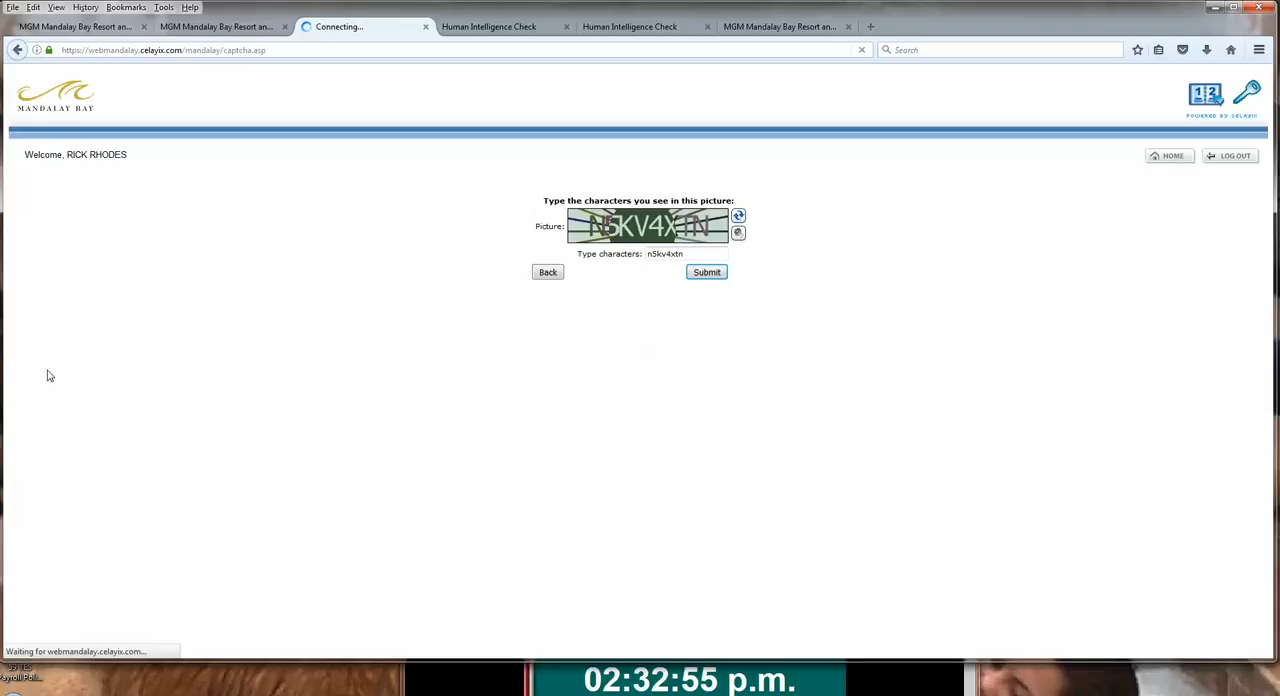 File Edit View History Bookmarks Tools Help
MGM Mandalay Bay Resort an... MGM Mandalay Bay Resort an... Connecting... Human Intelligence Check Human Intelligence Check MGM Mandalay Bay Resort an...
https://webmandalay.celayix.com/mandalay/captcha.asp Search
MANDALAY BAY
12
POWERED BY CELAYIX
Welcome, RICK RHODES
HOME LOG OUT
Type the characters you see in this picture:
Picture: N5KV4XTN
Type characters: n5kv4xtn
Back Submit
Waiting for webmandalay.celayix.com...
02:32:55 p.m.